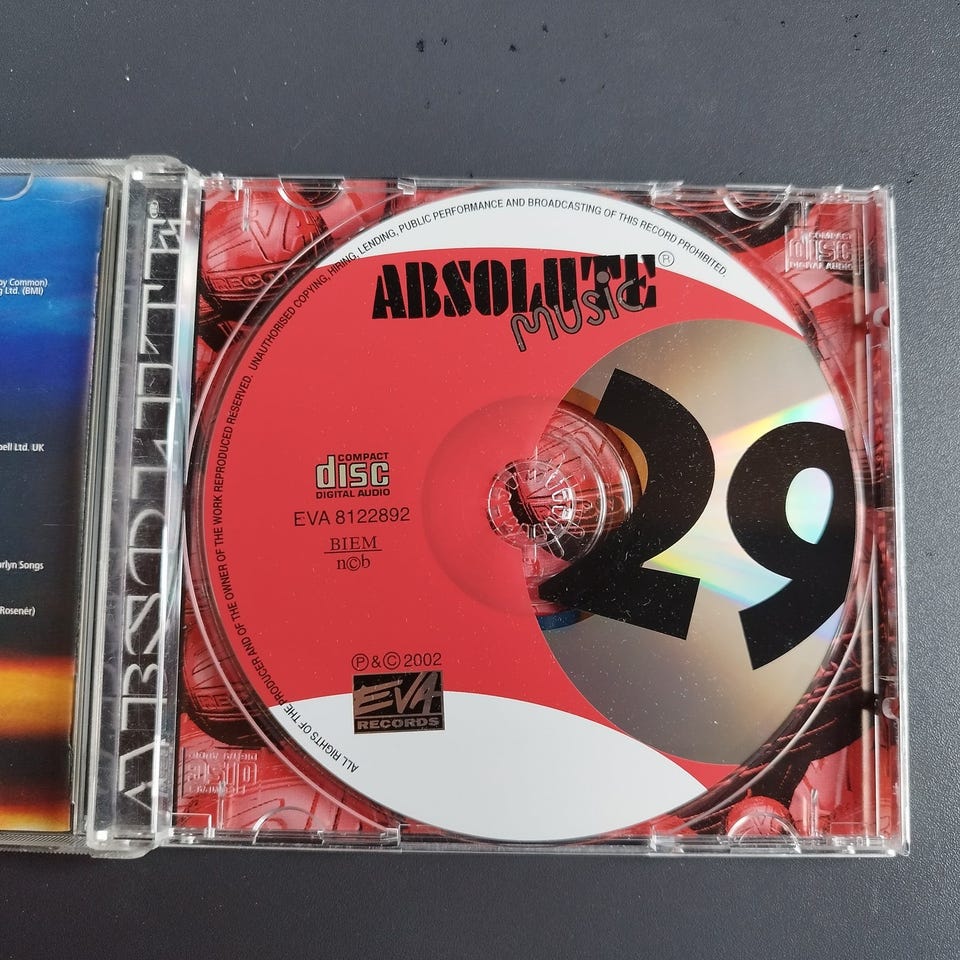 by Common)
g Ltd. (BMI)
pell Ltd. UK
urlyn Songs
Rosenér)
ABSOLUTE
ALL RIGHTS OF THE PRODUCER AND OF THE OWNER OF THE WORK REPRODUCED RESERVED. UNAUTHORISED COPYING, HIRING, LENDING, PUBLIC PERFORMANCE AND BROADCASTING OF THIS RECORD PROHIBITED.
ABSOLUTE®
music
29
COMPACT
disc
DIGITAL AUDIO
EVA 8122892
BIEM
n©b
Ⓟ & © 2002
EVA
RECORDS
COMPACT
disc
DIGITAL AUDIO